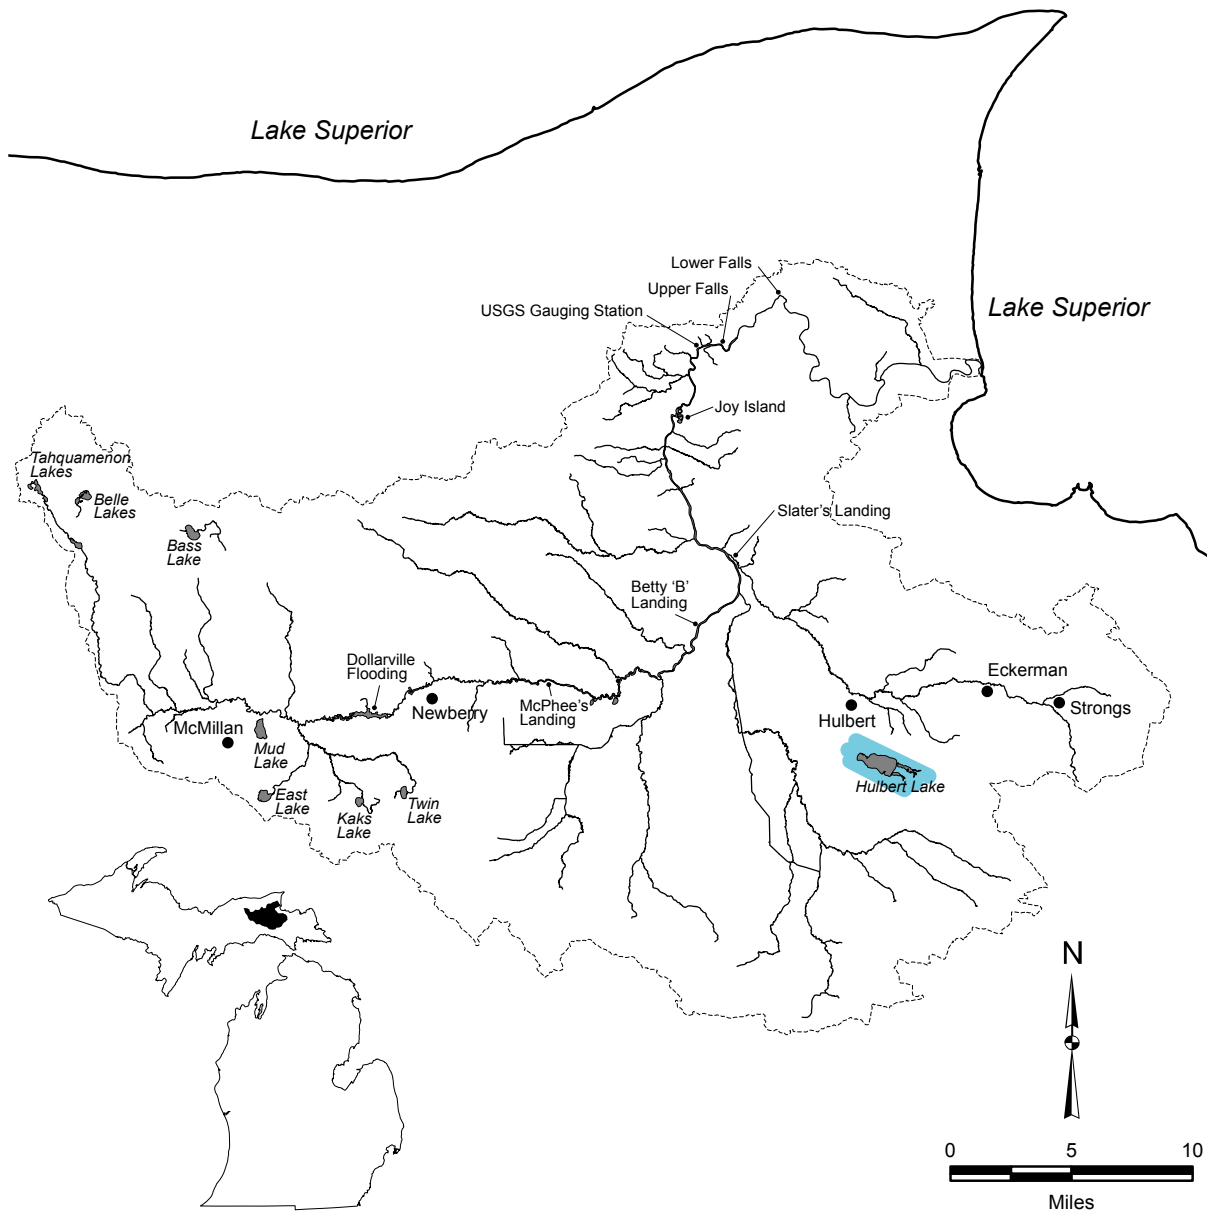 Lake Superior
Lower Falls
Upper Falls
USGS Gauging Station
Lake Superior
Joy Island
Tahquamenon
Lakes
Belle
Lakes
Bass
Lake
Slater's Landing
Betty 'B'
Landing
Dollarville
Flooding
Eckerman
McPhee's
Landing
Newberry
Strongs
Hulbert
McMillan
Mud
Lake
Hulbert Lake
East
Lake
Kaks
Lake
Twin
Lake
N
0 5 10
Miles